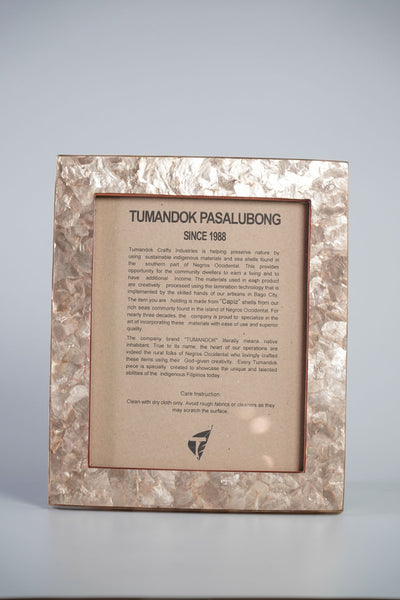 TUMANDOK PASALUBONG
SINCE 1988
Tumandok Crafts Industries is helping preserve nature by
using sustainable indigenous materials and sea shells found in
the southern part of Negros Occidental. This provides
opportunity for the community dwellers to earn a living and to
have additional income. The materials used in each product
are creatively processed using the lamination technology that is
implemented by the skilled hands of our artisans in Bago City.
The item you are holding is made from "Capiz" shells from our
rich seas community found in the island of Negros Occidental. For
nearly three decades, the company is proud to specialize in the
art of incorporating these materials with ease of use and superior
quality.
The company brand "TUMANDOK" literally means native
inhabitant. True to its name, the heart of our operations are
indeed the rural folks of Negros Occidental who lovingly crafted
these items using their God-given creativity. Every Tumandok
piece is specially created to showcase the unique and talented
abilities of the indigenous Filipinos today.
Care Instruction:
Clean with dry cloth only. Avoid rough fabrics or cleaners as they
may scratch the surface.